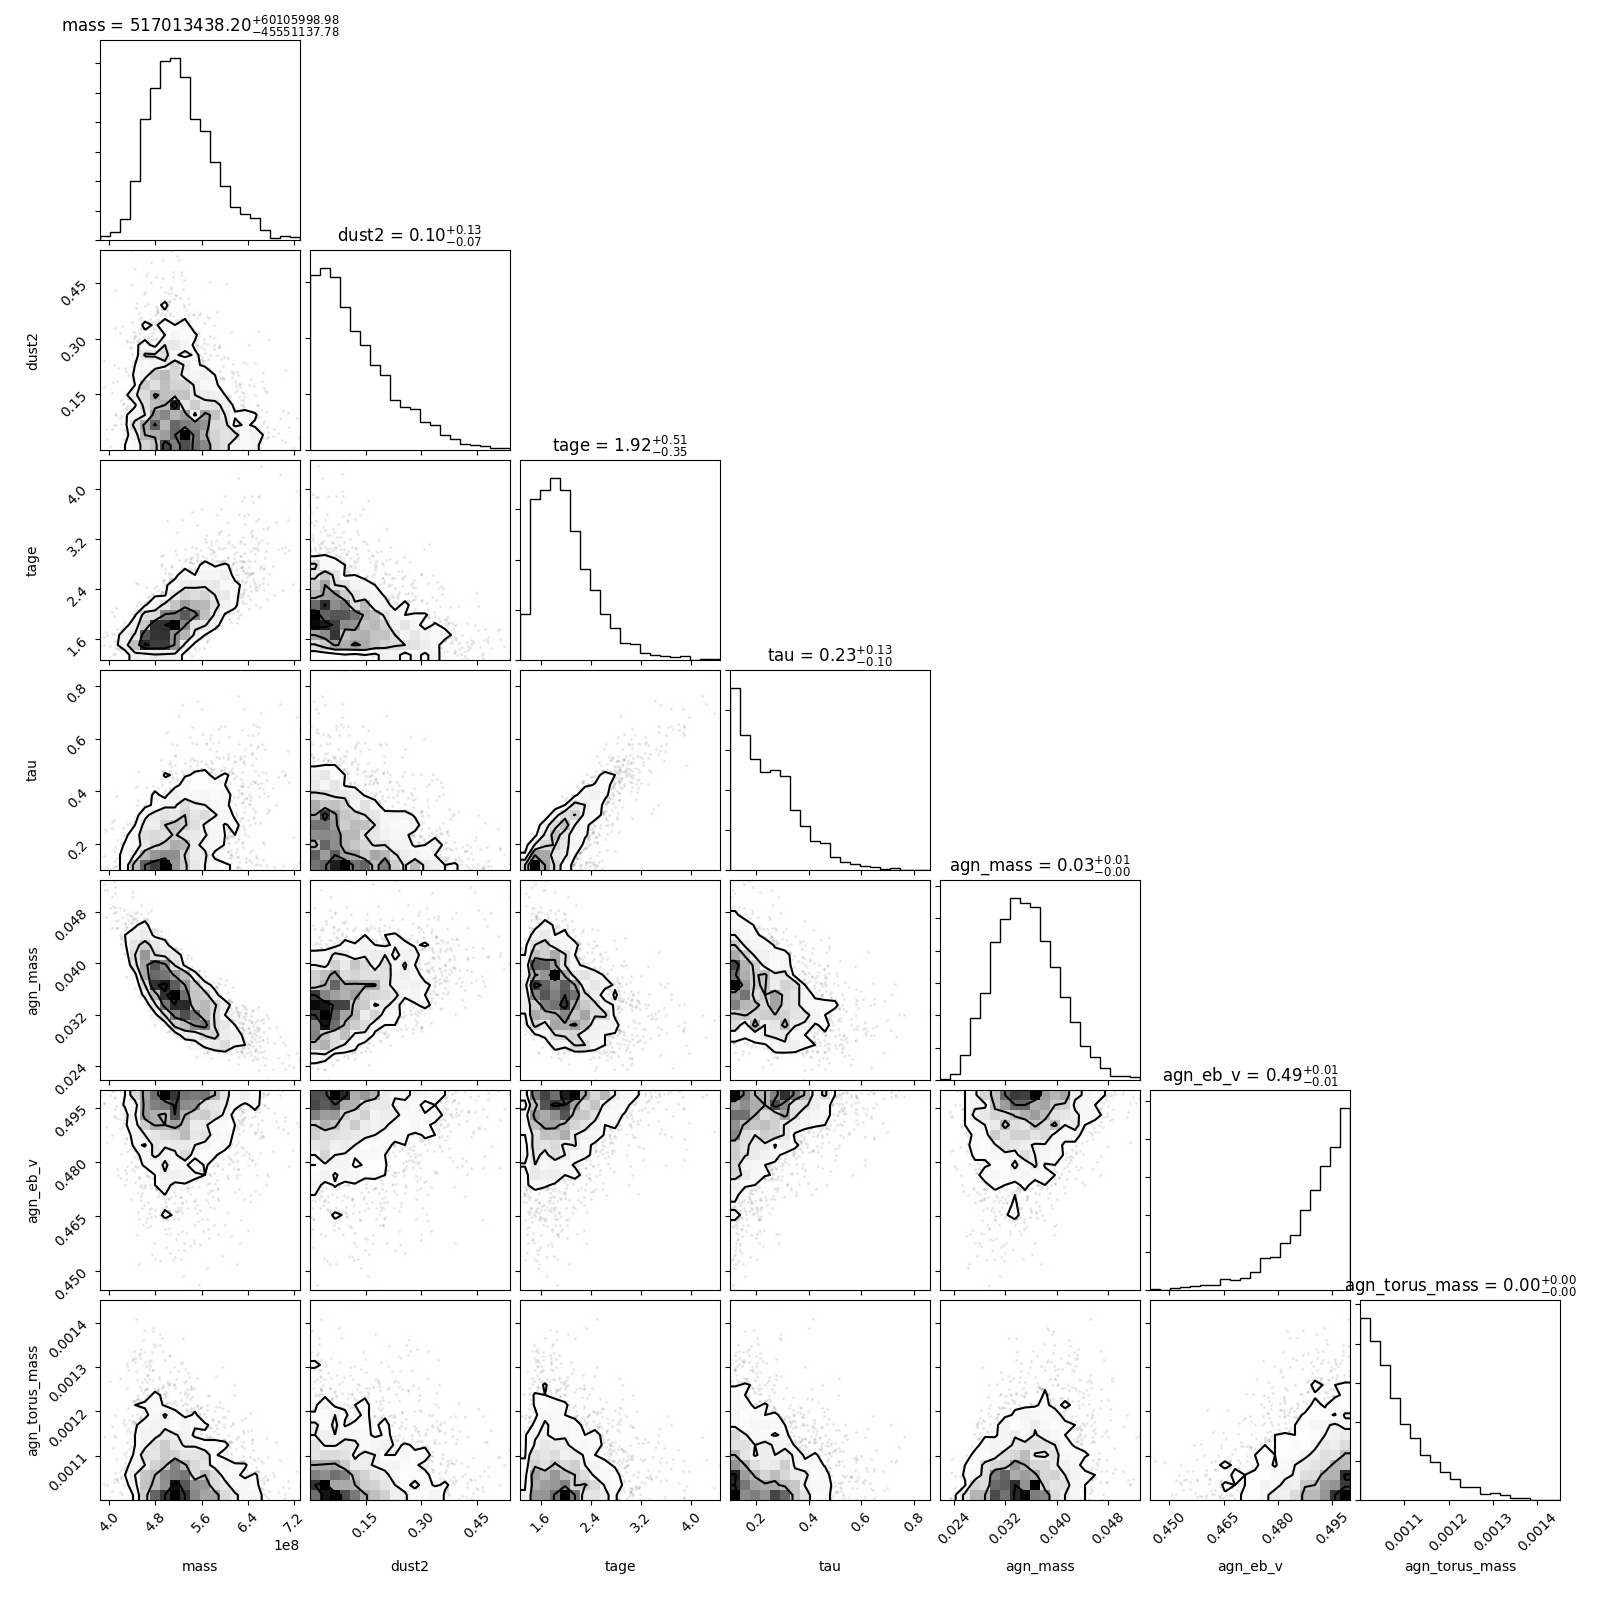 mass = 517013438.20+60105998.98−45551137.78
dust2 = 0.10+0.13−0.07
0.45
0.30
0.15
dust2
tage = 1.92+0.51−0.35
4.0
3.2
2.4
1.6
tage
tau = 0.23+0.13−0.10
0.8
0.6
0.4
0.2
tau
agn_mass = 0.03+0.01−0.00
0.048
0.040
0.032
0.024
agn_mass
agn_eb_v = 0.49+0.01−0.01
0.495
0.480
0.465
0.450
agn_eb_v
agn_torus_mass = 0.00+0.00−0.00
0.0014
0.0013
0.0012
0.0011
agn_torus_mass
4.0 4.8 5.6 6.4 7.2 0.15 0.30 0.45 1.6 2.4 3.2 4.0 0.2 0.4 0.6 0.8 0.024 0.032 0.040 0.048 0.450 0.465 0.480 0.495 0.0011 0.0012 0.0013 0.0014
1e8
mass dust2 tage tau agn_mass agn_eb_v agn_torus_mass